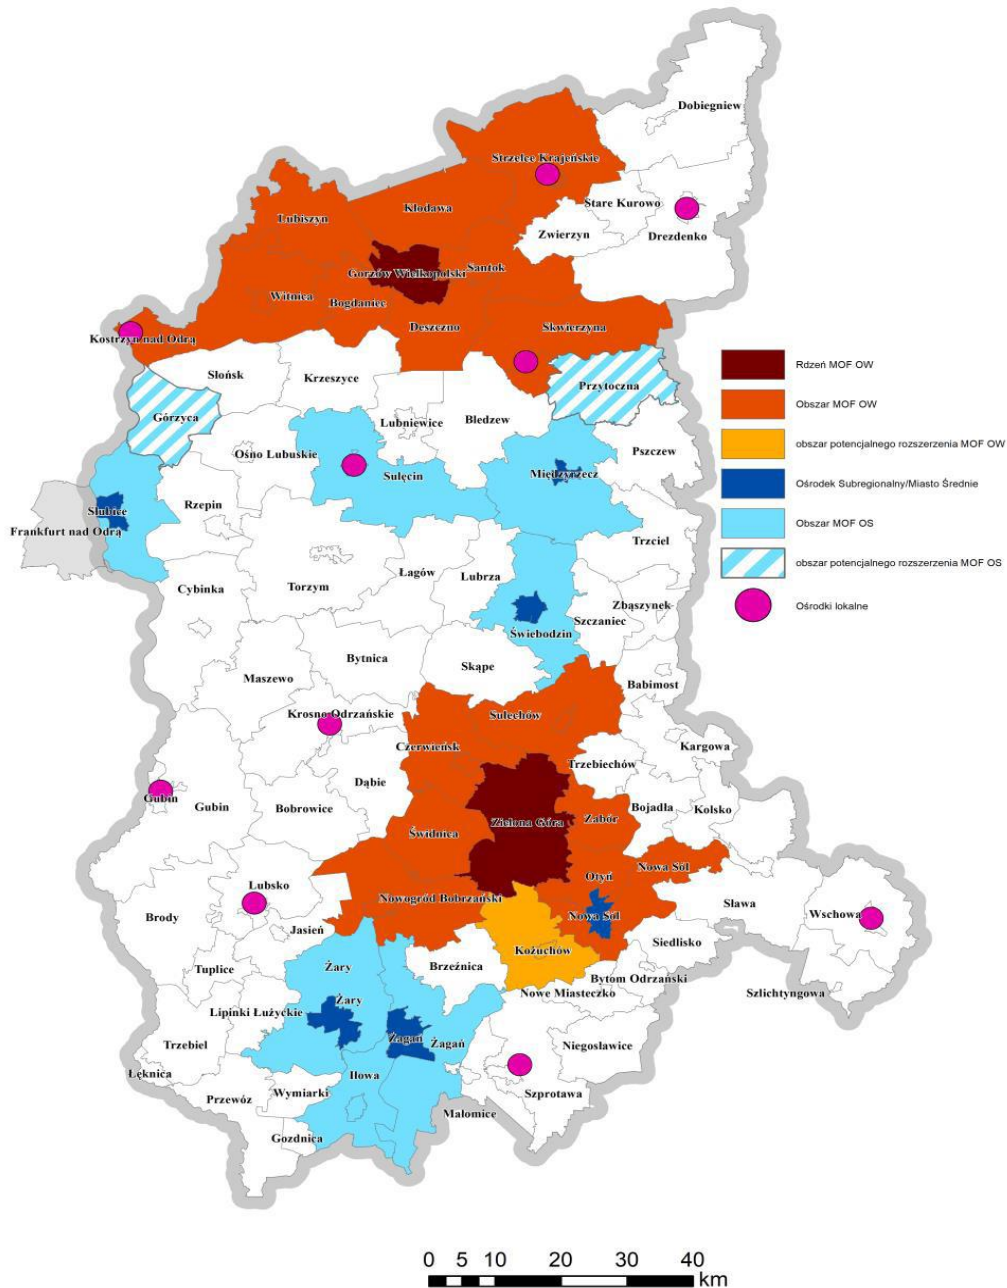 Dobiegniew
Strzelce Krajeńskie
Stare Kurowo
Kłodawa
Lubiszyn
Zwierzyn
Drezdenko
Santok
Gorzów Wielkopolski
Witnica
Bogdaniec
Deszczno
Skwierzyna
Kostrzyn nad Odrą
Słońsk
Krzeszyce
Przytoczna
Górzyca
Lubniewice
Bledzew
Ośno Lubuskie
Pszczew
Sulęcin
Międzyrzecz
Rzepin
Słubice
Frankfurt nad Odrą
Trzciel
Łagów
Lubrza
Cybinka
Torzym
Zbąszynek
Szczaniec
Świebodzin
Bytnica
Skąpe
Maszewo
Babimost
Krosno Odrzańskie
Sulechów
Czerwieńsk
Kargowa
Trzebiechów
Dąbie
Gubin
Gubin
Bobrowice
Bojadła
Kolsko
Zielona Góra
Zabór
Świdnica
Nowa Sól
Otyń
Lubsko
Nowogród Bobrzański
Sława
Brody
Nowa Sól
Wschowa
Jasień
Siedlisko
Kożuchów
Tuplice
Żary
Brzeźnica
Bytom Odrzański
Nowe Miasteczko
Szlichtyngowa
Żary
Lipinki Łużyckie
Żagań
Żagań
Trzebiel
Niegosławice
Łęknica
Iłowa
Przewóz
Wymiarki
Szprotawa
Małomice
Gozdnica
Rdzeń MOF OW
Obszar MOF OW
obszar potencjalnego rozszerzenia MOF OW
Ośrodek Subregionalny/Miasto Średnie
Obszar MOF OS
obszar potencjalnego rozszerzenia MOF OS
Ośrodki lokalne
0 5 10 20 30 40
km